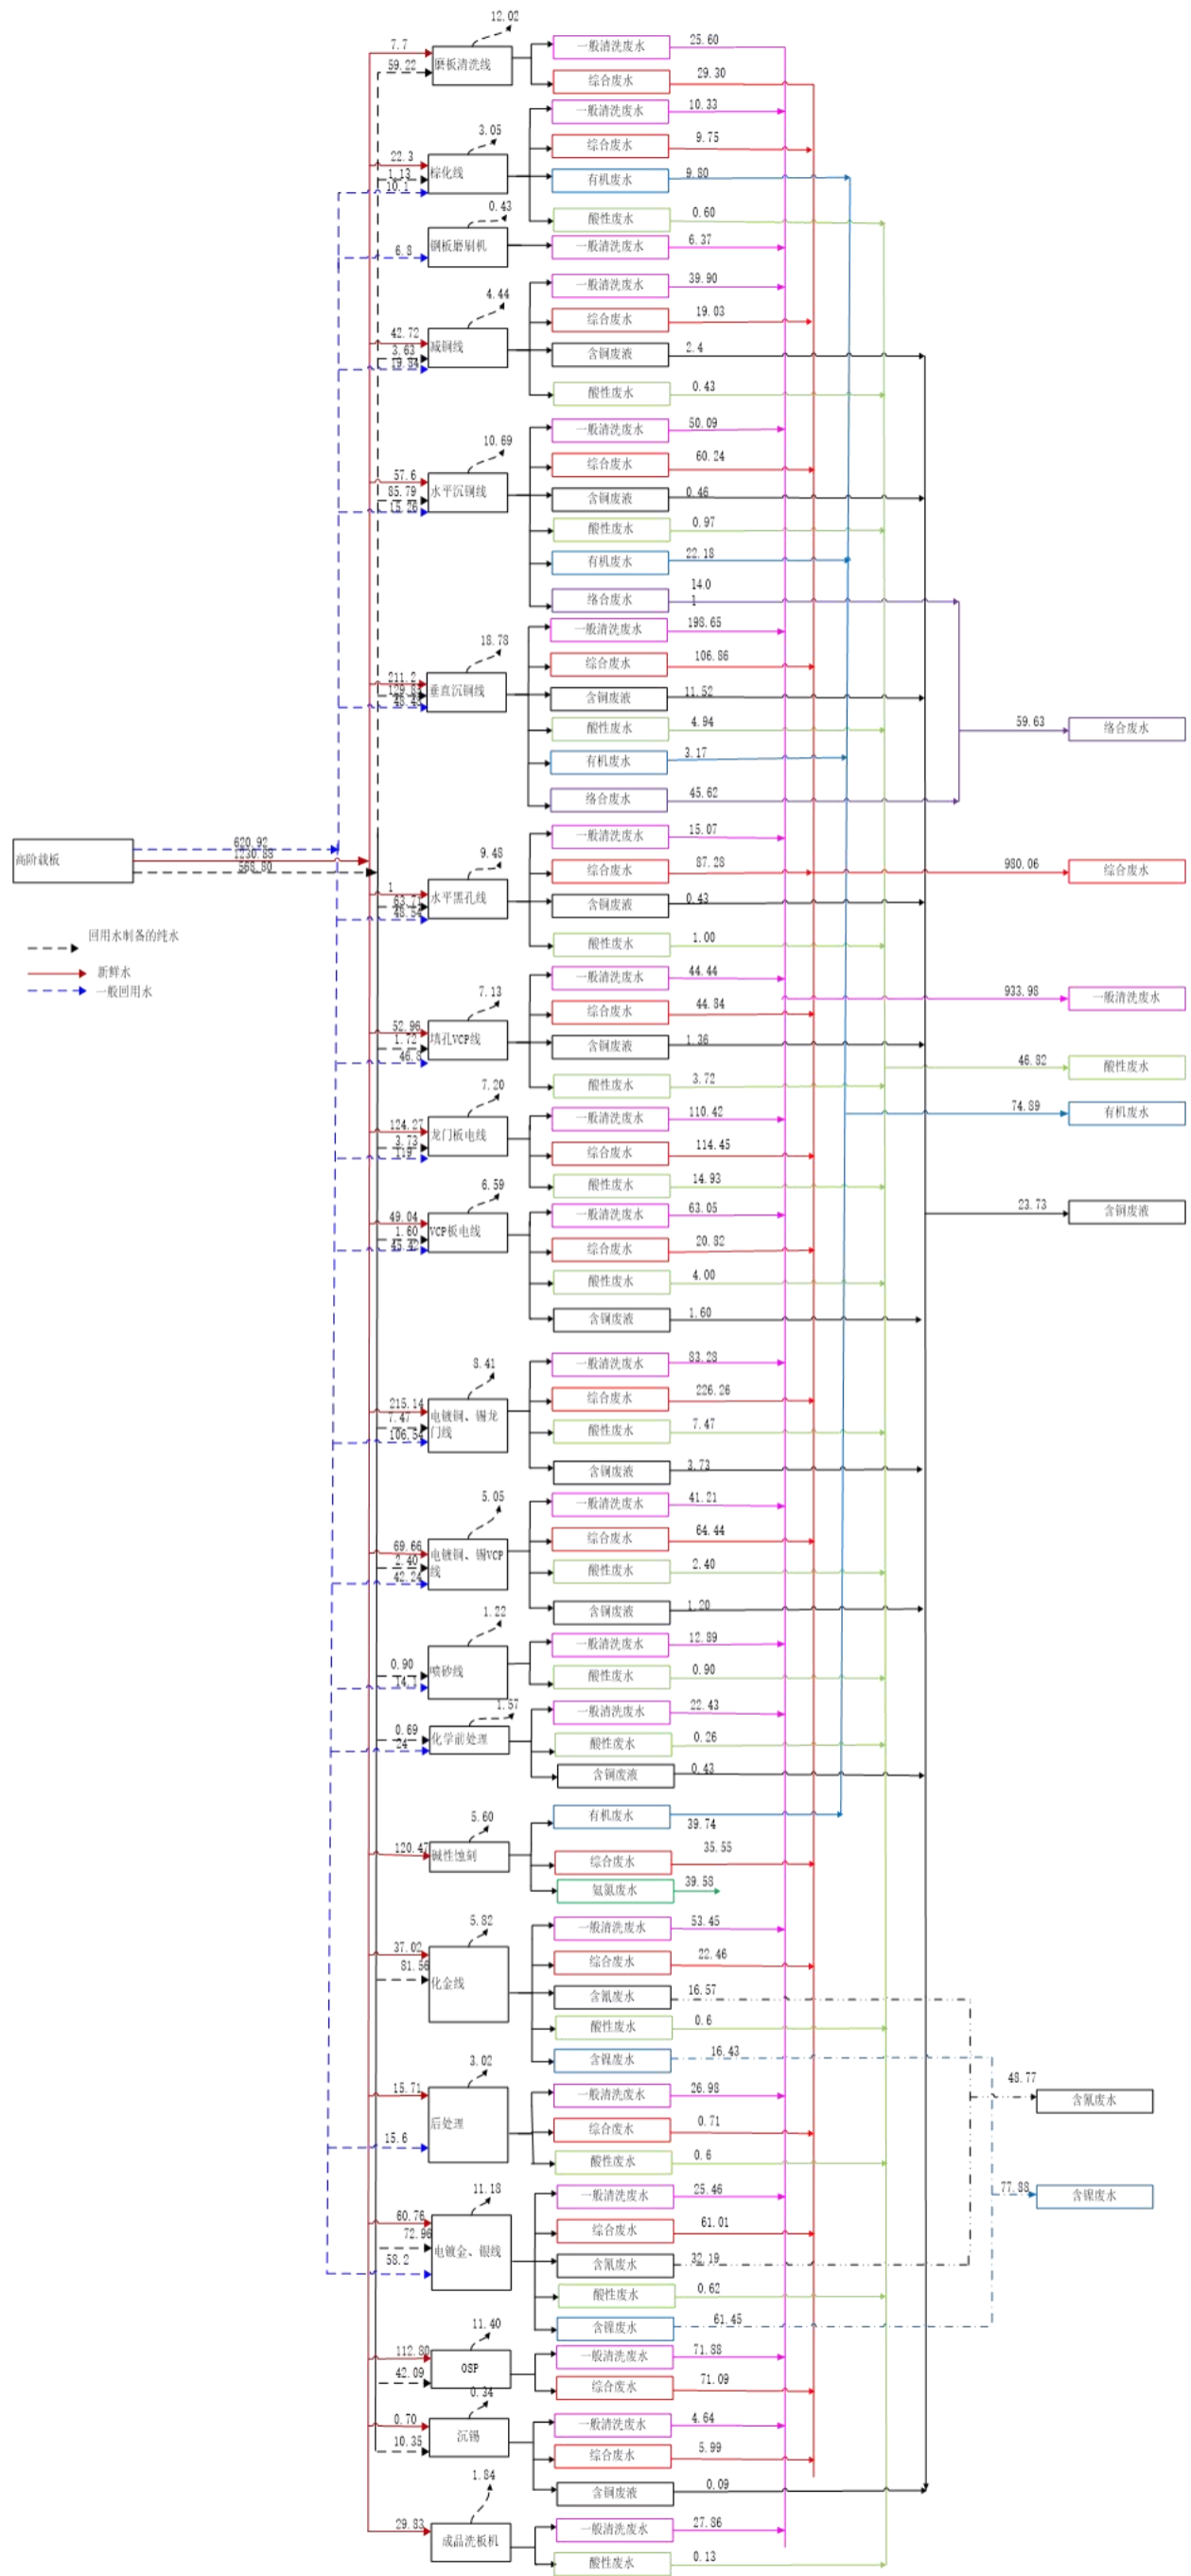 12.02
7.7
59.22
磨板清洗线
一般清洗废水
25.60
综合废水
29.30
3.05
22.3
1.13
10.1
棕化线
一般清洗废水
10.33
综合废水
9.75
有机废水
9.80
酸性废水
0.60
0.43
6.8
钢板磨刷机
一般清洗废水
6.37
4.44
42.72
3.63
19.84
减铜线
一般清洗废水
39.90
综合废水
19.03
含铜废液
2.4
酸性废水
0.43
10.69
57.6
85.79
15.26
水平沉铜线
一般清洗废水
50.09
综合废水
60.24
含铜废液
0.46
酸性废水
0.97
有机废水
22.18
络合废水
14.0
1
18.78
211.2
48.48
垂直沉铜线
一般清洗废水
198.65
综合废水
106.86
含铜废液
11.52
酸性废水
4.94
有机废水
3.17
络合废水
45.62
59.63
络合废水
高阶载板
620.92
1230.88
568.80
回用水制备的纯水
新鲜水
一般回用水
9.48
1
63.71
48.54
水平黑孔线
一般清洗废水
15.07
综合废水
87.28
含铜废液
0.43
酸性废水
1.00
980.06
综合废水
7.13
52.96
1.72
46.8
填孔VCP线
一般清洗废水
44.44
综合废水
44.84
含铜废液
1.36
酸性废水
3.72
933.98
一般清洗废水
46.82
酸性废水
74.89
有机废水
7.20
124.27
3.73
119
龙门板电线
一般清洗废水
110.42
综合废水
114.45
酸性废水
14.93
6.59
49.04
1.60
45.42
VCP板电线
一般清洗废水
63.05
综合废水
20.82
酸性废水
4.00
含铜废液
1.60
23.73
含铜废液
8.41
215.14
7.47
106.54
电镀铜、锡龙
门线
一般清洗废水
83.28
综合废水
226.26
酸性废水
7.47
含铜废液
3.73
5.05
69.66
2.40
42.24
电镀铜、锡VCP
线
一般清洗废水
41.21
综合废水
64.44
酸性废水
2.40
含铜废液
1.20
1.22
0.90
14.1
喷砂线
一般清洗废水
12.89
酸性废水
0.90
1.57
0.69
24
化学前处理
一般清洗废水
22.43
酸性废水
0.26
含铜废液
0.43
5.60
120.47
碱性蚀刻
有机废水
39.74
综合废水
35.55
氨氮废水
39.58
5.82
37.02
81.56
化金线
一般清洗废水
53.45
综合废水
22.46
含氰废水
16.57
酸性废水
0.6
含镍废水
16.43
3.02
15.71
15.6
后处理
一般清洗废水
26.98
综合废水
0.71
酸性废水
0.6
48.77
含氰废水
77.88
含镍废水
11.18
60.76
72.96
58.2
电镀金、银线
一般清洗废水
25.46
综合废水
61.01
含氰废水
32.19
酸性废水
0.62
含镍废水
61.45
11.40
112.80
42.09
OSP
一般清洗废水
71.88
综合废水
71.09
0.34
0.70
10.35
沉锡
一般清洗废水
4.64
综合废水
5.99
含铜废液
0.09
1.84
29.83
成品洗板机
一般清洗废水
27.86
酸性废水
0.13